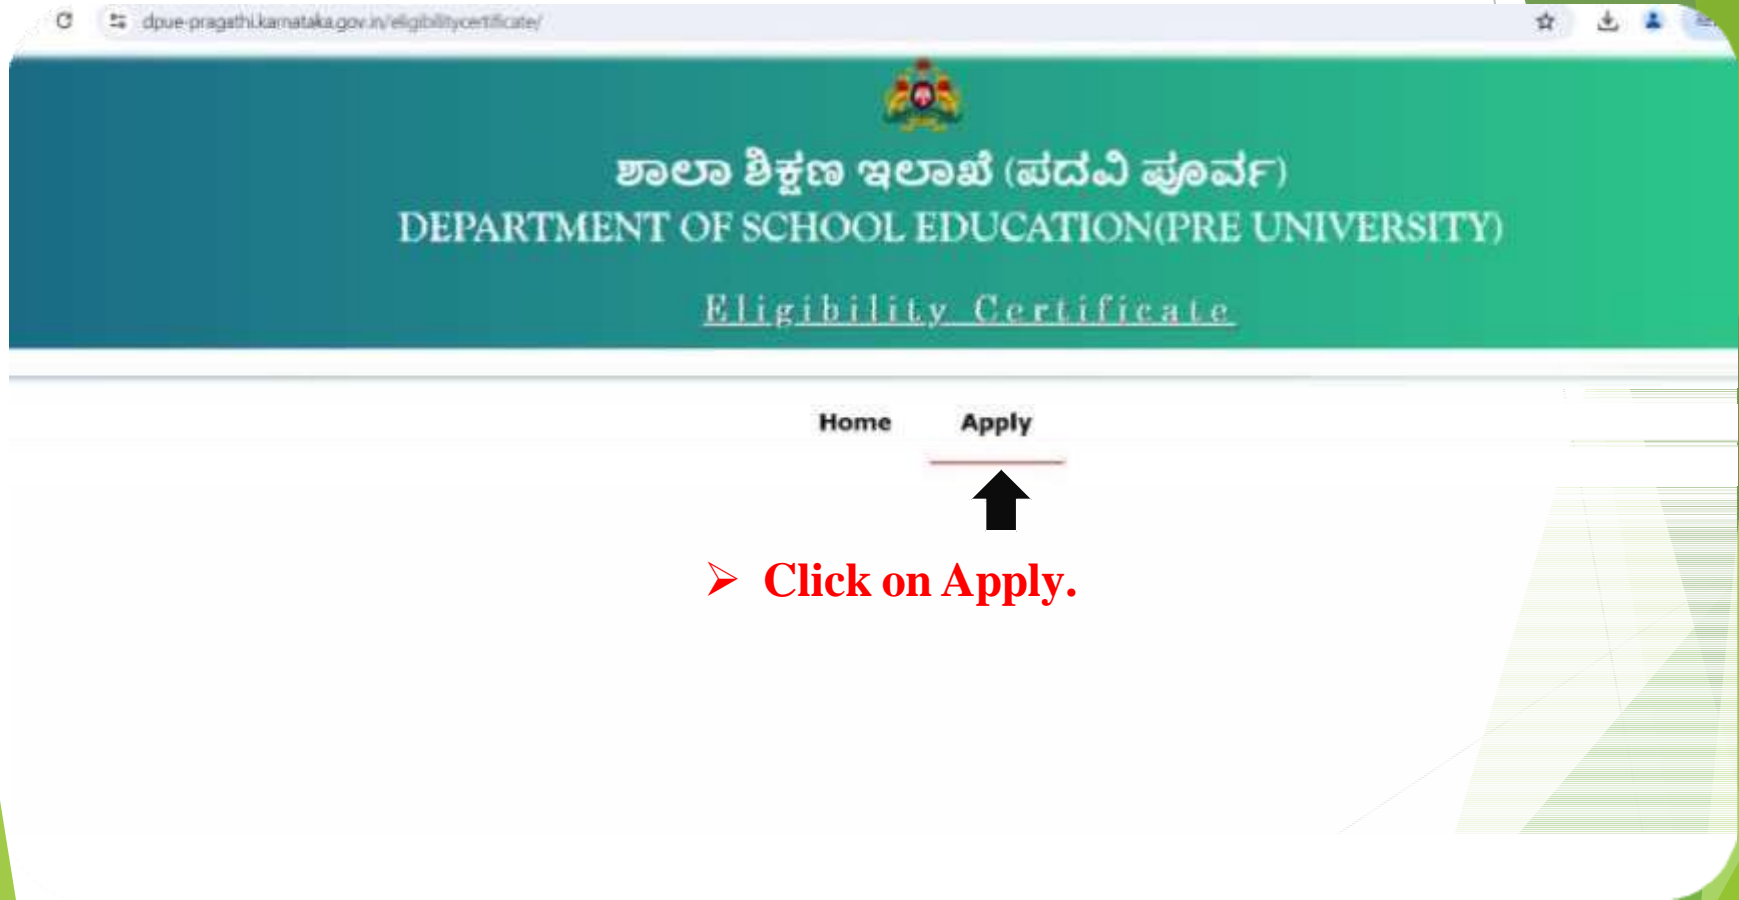 dpue-pragathi.karnataka.gov.in/eligibilitycertificate/
ಶಾಲಾ ಶಿಕ್ಷಣ ಇಲಾಖೆ (ಪದವಿ ಪೂರ್ವ)
DEPARTMENT OF SCHOOL EDUCATION(PRE UNIVERSITY)
Eligibility Certificate
Home Apply
➢ Click on Apply.